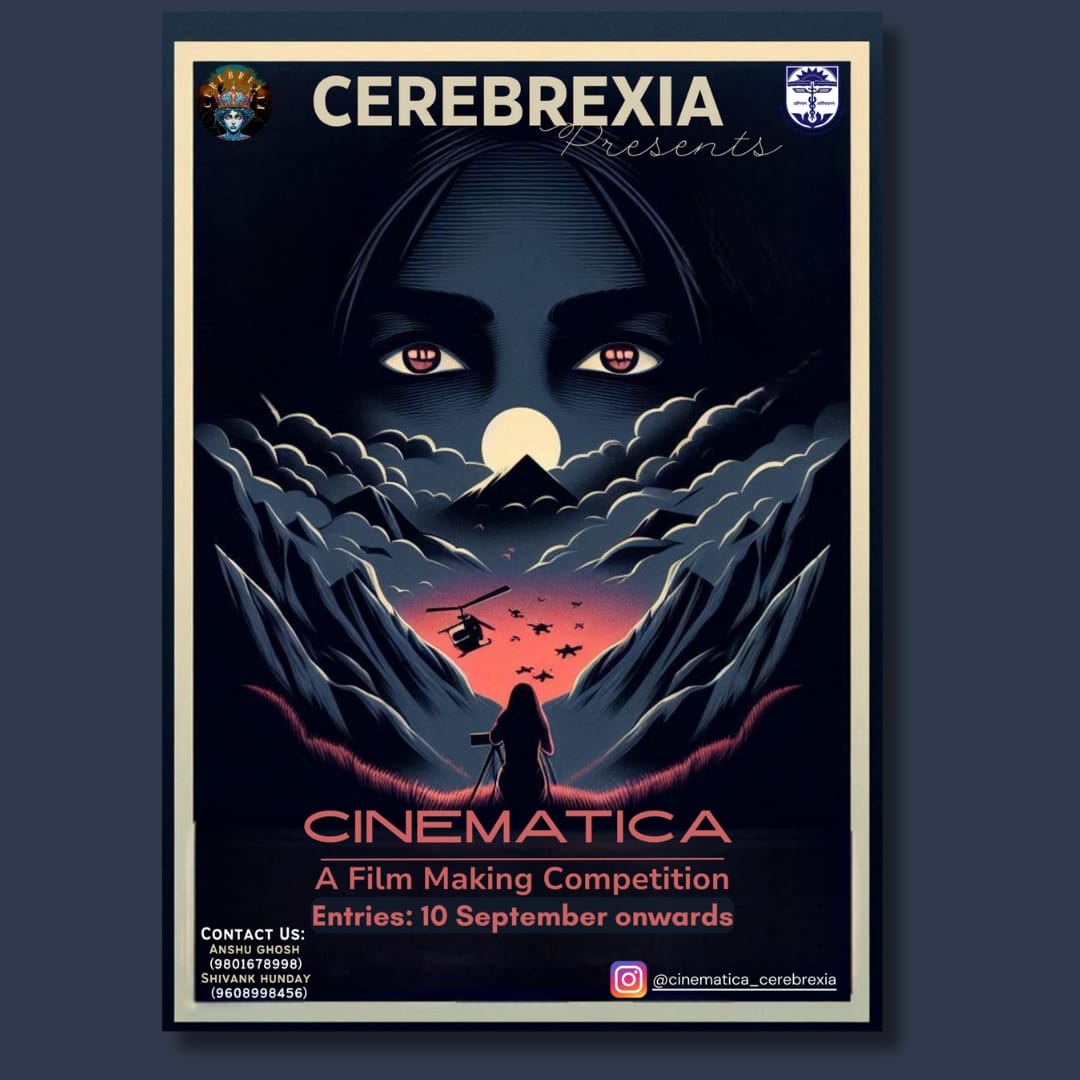 CEREBREXIA
CEREBREXIA
Presents
CINEMATICA
A Film Making Competition
Entries: 10 September onwards
CONTACT US:
ANSHU GHOSH
(9801678998)
SHIVANK HUNDAY
(9608998456)
@cinematica_cerebrexia